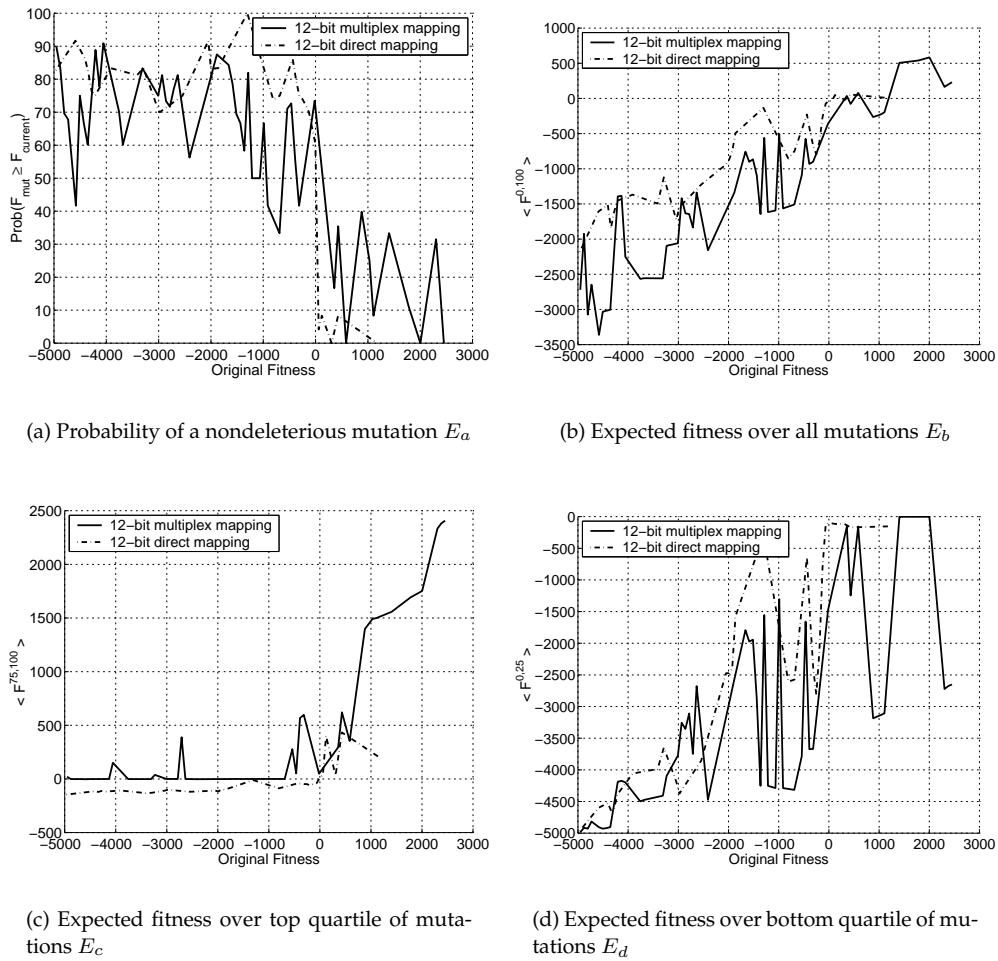 100
90
80
70
60
50
40
30
20
10
0
Prob(F_mut ≥ F_current)
12−bit multiplex mapping
12−bit direct mapping
−5000 −4000 −3000 −2000 −1000 0 1000 2000 3000
Original Fitness
(a) Probability of a nondeleterious mutation E_a
500
0
−500
−1000
−1500
−2000
−2500
−3000
−3500
< F^0,100 >
12−bit multiplex mapping
12−bit direct mapping
−5000 −4000 −3000 −2000 −1000 0 1000 2000 3000
Original Fitness
(b) Expected fitness over all mutations E_b
2500
2000
1500
1000
500
0
−500
< F^75,100 >
12−bit multiplex mapping
12−bit direct mapping
−5000 −4000 −3000 −2000 −1000 0 1000 2000 3000
Original Fitness
(c) Expected fitness over top quartile of muta-
tions E_c
0
−500
−1000
−1500
−2000
−2500
−3000
−3500
−4000
−4500
−5000
< F^0,25 >
12−bit multiplex mapping
12−bit direct mapping
−5000 −4000 −3000 −2000 −1000 0 1000 2000 3000
Original Fitness
(d) Expected fitness over bottom quartile of mu-
tations E_d